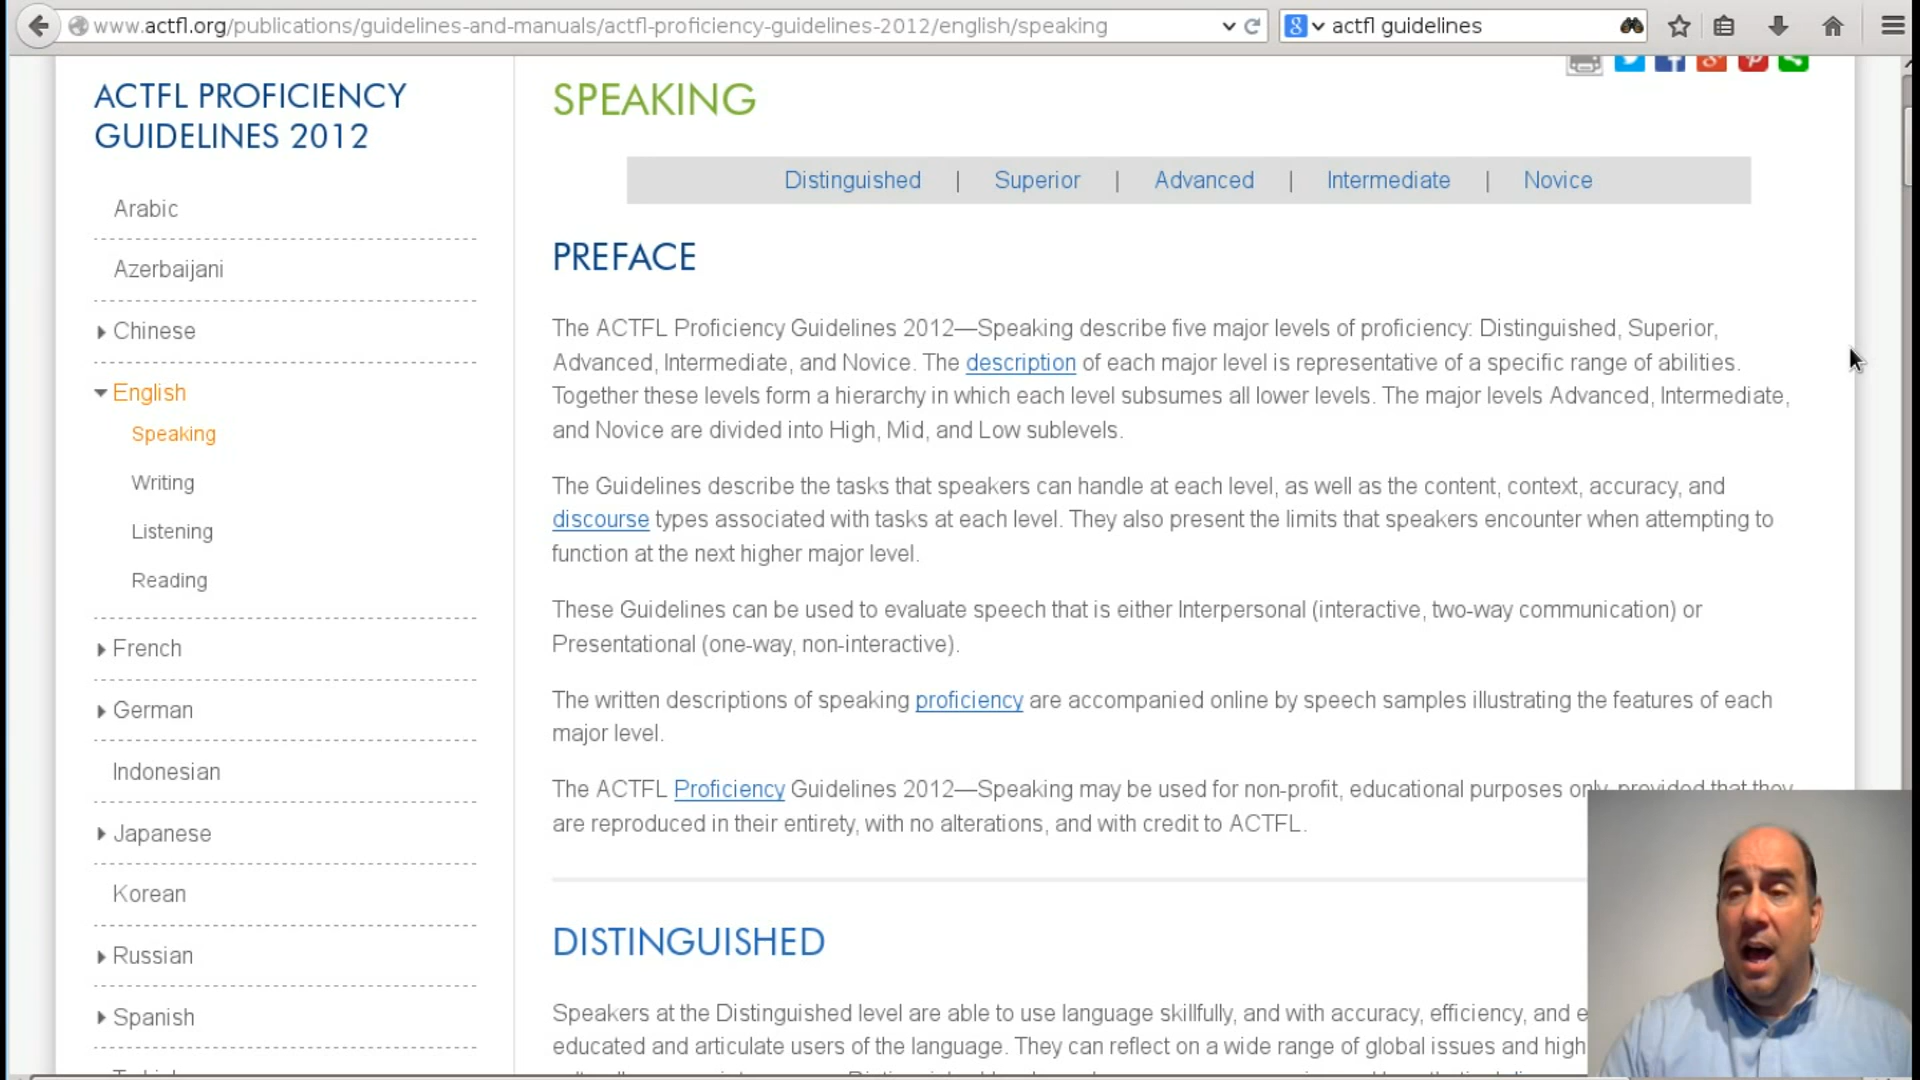 www.actfl.org/publications/guidelines-and-manuals/actfl-proficiency-guidelines-2012/english/speaking
actfl guidelines
ACTFL PROFICIENCY
GUIDELINES 2012
Arabic
Azerbaijani
Chinese
English
Speaking
Writing
Listening
Reading
French
German
Indonesian
Japanese
Korean
Russian
Spanish
SPEAKING
Distinguished | Superior | Advanced | Intermediate | Novice
PREFACE
The ACTFL Proficiency Guidelines 2012—Speaking describe five major levels of proficiency: Distinguished, Superior,
Advanced, Intermediate, and Novice. The description of each major level is representative of a specific range of abilities.
Together these levels form a hierarchy in which each level subsumes all lower levels. The major levels Advanced, Intermediate,
and Novice are divided into High, Mid, and Low sublevels.
The Guidelines describe the tasks that speakers can handle at each level, as well as the content, context, accuracy, and
discourse types associated with tasks at each level. They also present the limits that speakers encounter when attempting to
function at the next higher major level.
These Guidelines can be used to evaluate speech that is either Interpersonal (interactive, two-way communication) or
Presentational (one-way, non-interactive).
The written descriptions of speaking proficiency are accompanied online by speech samples illustrating the features of each
major level.
The ACTFL Proficiency Guidelines 2012—Speaking may be used for non-profit, educational purposes only, provided that they
are reproduced in their entirety, with no alterations, and with credit to ACTFL.
DISTINGUISHED
Speakers at the Distinguished level are able to use language skillfully, and with accuracy, efficiency, and
educated and articulate users of the language. They can reflect on a wide range of global issues and high